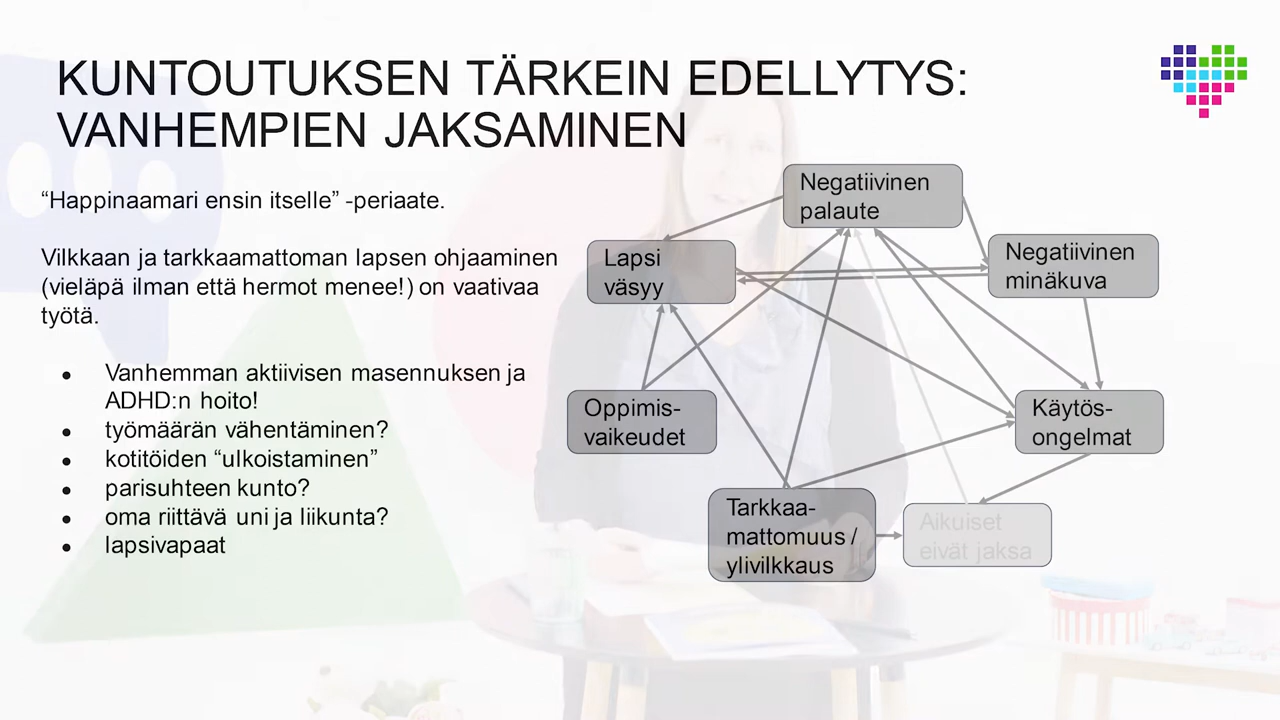 KUNTOUTUKSEN TÄRKEIN EDELLYTYS:
VANHEMPIEN JAKSAMINEN
“Happinaamari ensin itselle” -periaate.
Vilkkaan ja tarkkaamattoman lapsen ohjaaminen
(vieläpä ilman että hermot menee!) on vaativaa
työtä.
● Vanhemman aktiivisen masennuksen ja
ADHD:n hoito!
● työmäärän vähentäminen?
● kotitöiden “ulkoistaminen”
● parisuhteen kunto?
● oma riittävä uni ja liikunta?
● lapsivapaat
Negatiivinen
palaute
Lapsi
väsyy
Negatiivinen
minäkuva
Oppimis-
vaikeudet
Käytös-
ongelmat
Tarkkaa-
mattomuus /
ylivilkkaus
Aikuiset
eivät jaksa